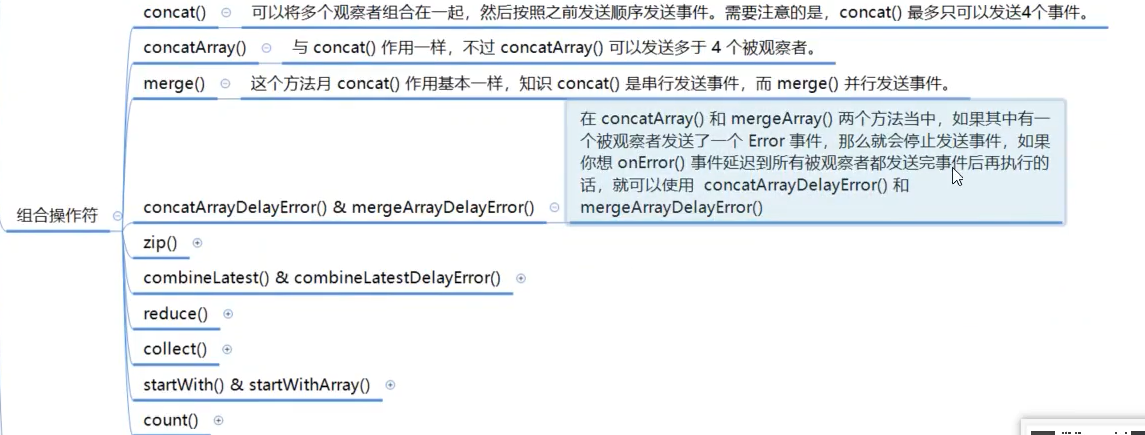 concat()
可以将多个观察者组合在一起，然后按照之前发送顺序发送事件。需要注意的是，concat() 最多只可以发送4个事件。
concatArray()
与 concat() 作用一样，不过 concatArray() 可以发送多于 4 个被观察者。
merge()
这个方法月 concat() 作用基本一样，知识 concat() 是串行发送事件，而 merge() 并行发送事件。
组合操作符
concatArrayDelayError() & mergeArrayDelayError()
在 concatArray() 和 mergeArray() 两个方法当中，如果其中有一
个被观察者发送了一个 Error 事件，那么就会停止发送事件，如果
你想 onError() 事件延迟到所有被观察者都发送完事件后再执行的
话，就可以使用 concatArrayDelayError() 和
mergeArrayDelayError()
zip()
combineLatest() & combineLatestDelayError()
reduce()
collect()
startWith() & startWithArray()
count()